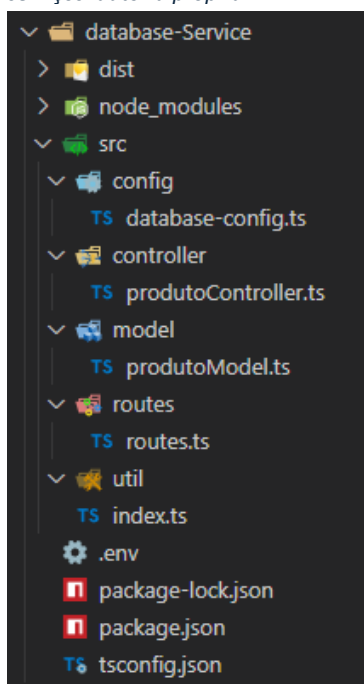 database-Service
dist
node_modules
src
config
TS database-config.ts
controller
TS produtoController.ts
model
TS produtoModel.ts
routes
TS routes.ts
util
TS index.ts
.env
n package-lock.json
n package.json
TS tsconfig.json